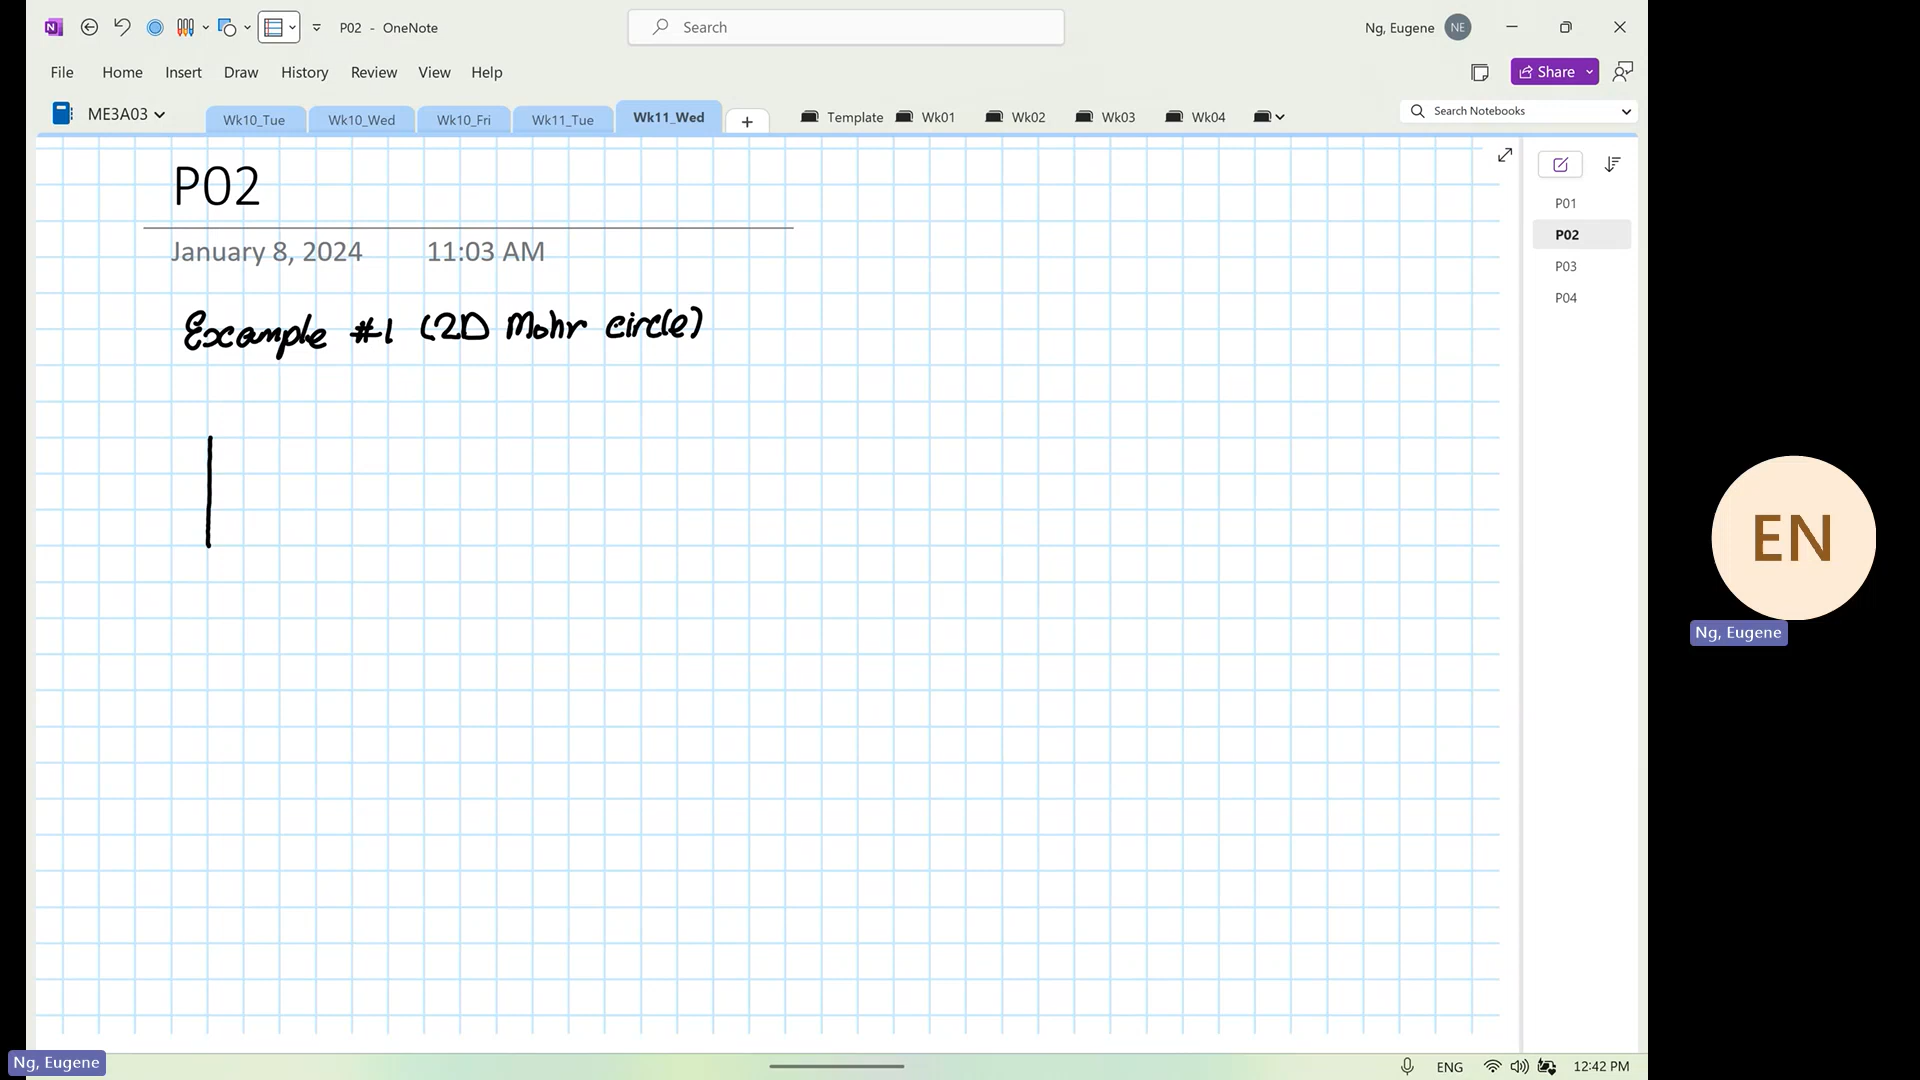 P02 - OneNote
Search
Ng, Eugene
NE
File Home Insert Draw History Review View Help
Share
ME3A03
Wk10_Tue Wk10_Wed Wk10_Fri Wk11_Tue Wk11_Wed +
Template Wk01 Wk02 Wk03 Wk04
Search Notebooks
P02
January 8, 2024 11:03 AM
Example #1 (2D Mohr circle)
P01
P02
P03
P04
EN
Ng, Eugene
Ng, Eugene
ENG
12:42 PM